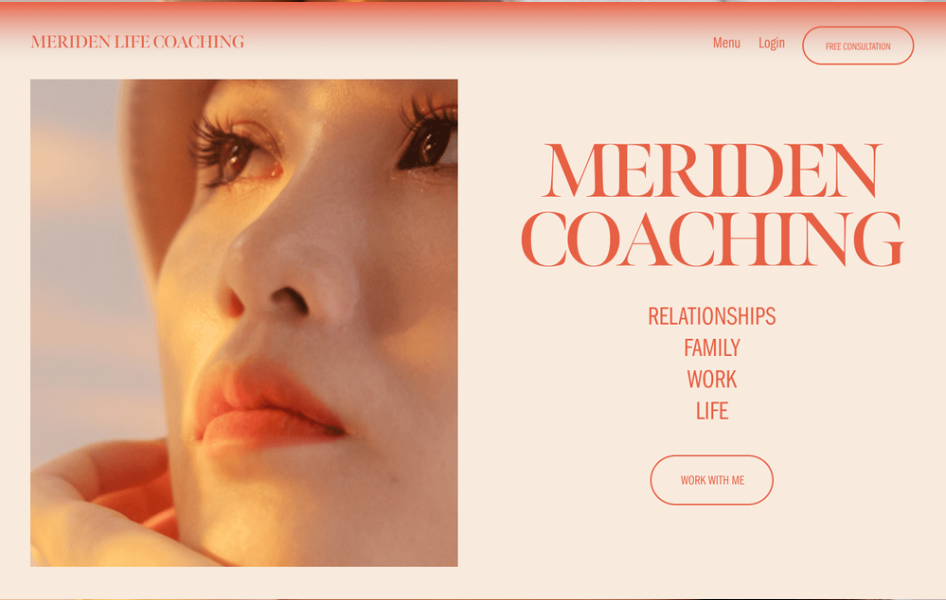 MERIDEN LIFE COACHING
Menu Login FREE CONSULTATION
MERIDEN
COACHING
RELATIONSHIPS
FAMILY
WORK
LIFE
WORK WITH ME